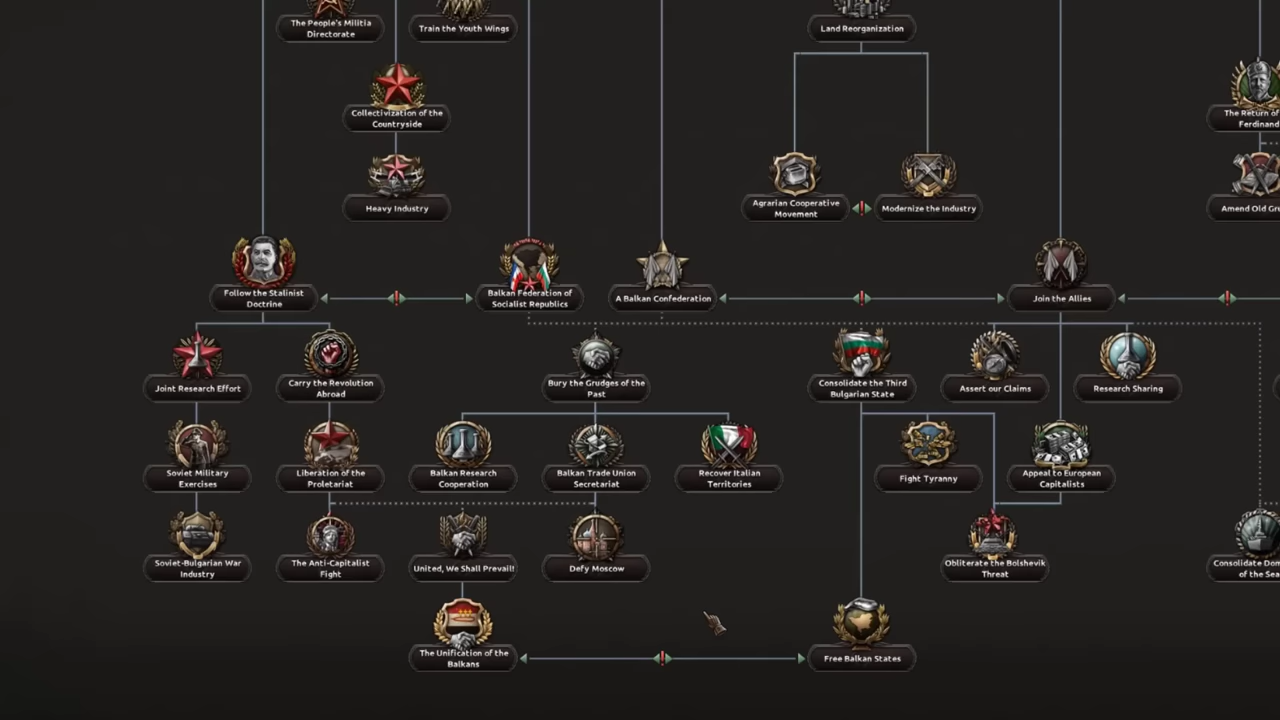 The People's Militia
Directorate
Train the Youth Wings
Land Reorganization
Collectivization of the
Countryside
The Return of
Ferdinand
Heavy Industry
Agrarian Cooperative
Movement
Modernize the Industry
Amend Old
Follow the Stalinist
Doctrine
Balkan Federation of
Socialist Republics
A Balkan Confederation
Join the Allies
Joint Research Effort
Carry the Revolution
Abroad
Bury the Grudges of the
Past
Consolidate the Third
Bulgarian State
Assert our Claims
Research Sharing
Soviet Military
Exercises
Liberation of the
Proletariat
Balkan Research
Cooperation
Balkan Trade Union
Secretariat
Recover Italian
Territories
Fight Tyranny
Appeal to European
Capitalists
Soviet-Bulgarian War
Industry
The Anti-Capitalist
Fight
United, We Shall Prevail!
Defy Moscow
Obliterate the Bolshevik
Threat
Consolidate
of the
The Unification of the
Balkans
Free Balkan States